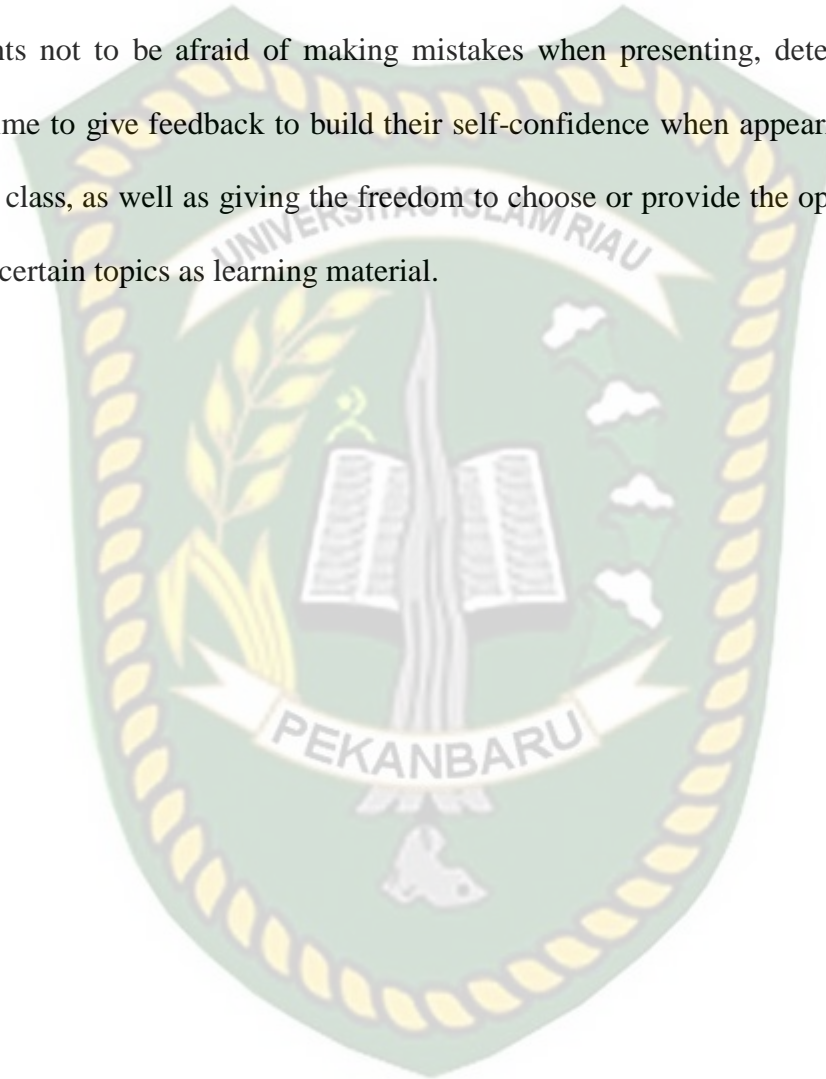 nts not to be afraid of making mistakes when presenting, dete
ime to give feedback to build their self-confidence when appear
class, as well as giving the freedom to choose or provide the op
certain topics as learning material.
UNIVERSITAS ISLAM RIAU
PEKANBARU